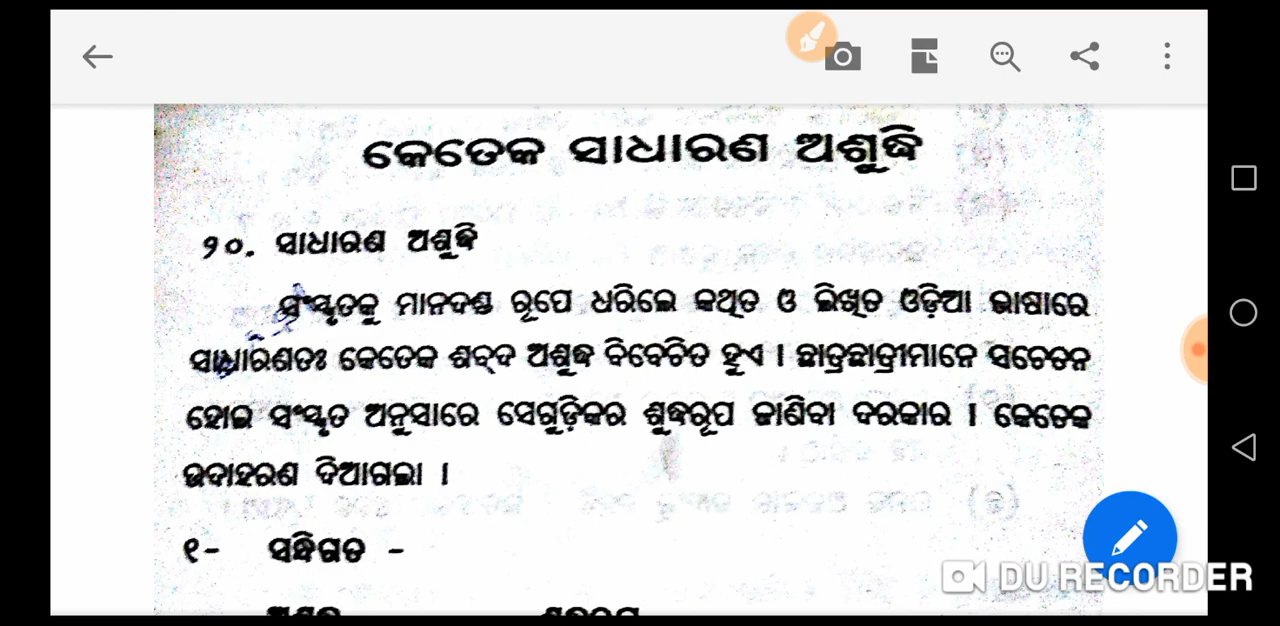 କେତେକ ସାଧାରଣ ଅଶୁଦ୍ଧି
୨୦. ସାଧାରଣ ଅଶୁଦ୍ଧି
ସଂସ୍କୃତକୁ ମାନଦଣ୍ଡ ରୂପେ ଧରିଲେ କଥିତ ଓ ଲିଖିତ ଓଡ଼ିଆ ଭାଷାରେ
ସାଧାରଣତଃ କେତେକ ଶବ୍ଦ ଅଶୁଦ୍ଧ ବିବେଚିତ ହୁଏ । ଛାତ୍ରଛାତ୍ରୀମାନେ ସଚେତନ
ହୋଇ ସଂସ୍କୃତ ଅନୁସାରେ ସେଗୁଡ଼ିକର ଶୁଦ୍ଧରୂପ ଜାଣିବା ଦରକାର । କେତେକ
ଉଦାହରଣ ଦିଆଗଲା ।
୧- ସନ୍ଧିଗତ -
DU RECORDER